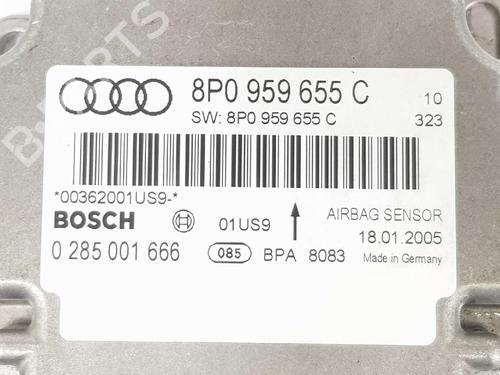 8P0 959 655 C
10
SW: 8P0 959 655 C
323
*00362001US9-*
BOSCH
01US9
AIRBAG SENSOR
0 285 001 666
085
BPA 8083
18.01.2005
Made in Germany
B-PARTS